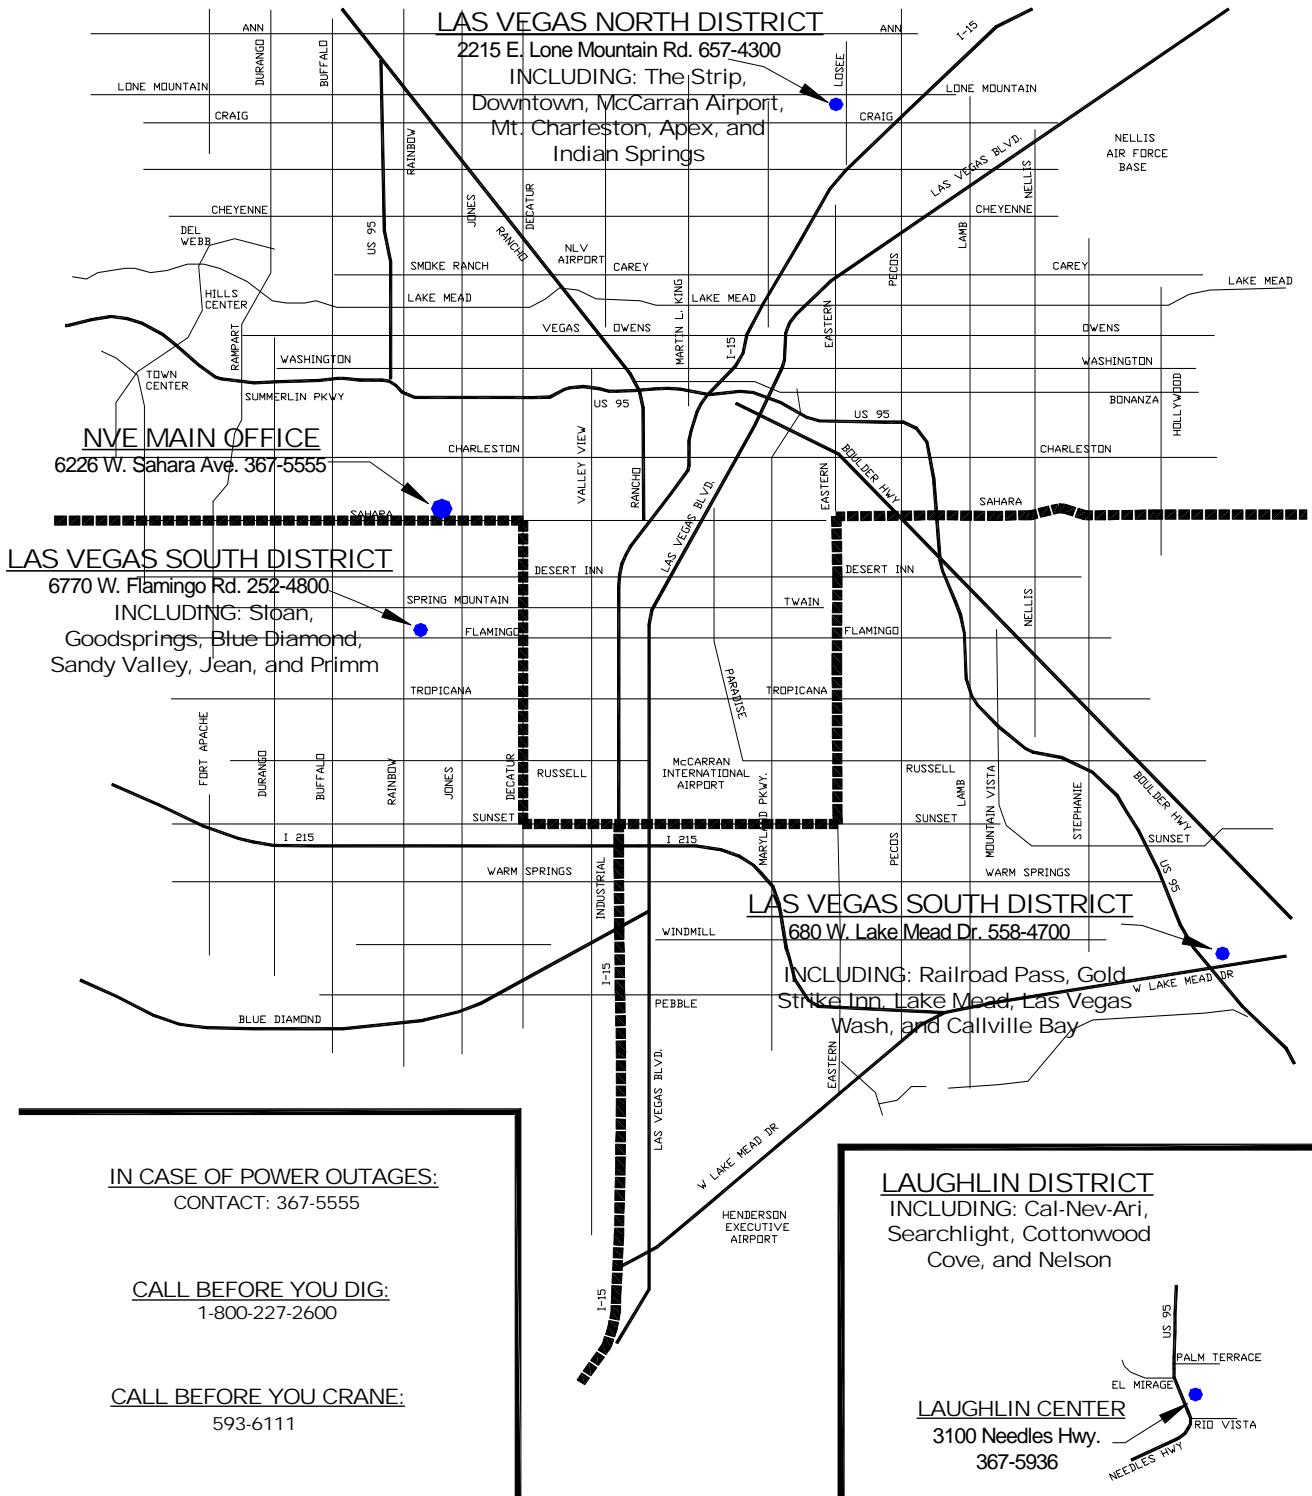 LAS VEGAS NORTH DISTRICT
2215 E. Lone Mountain Rd. 657-4300
INCLUDING: The Strip,
Downtown, McCarran Airport,
Mt. Charleston, Apex, and
Indian Springs
ANN
ANN
I-15
DURANGO
BUFFALO
LOSEE
LONE MOUNTAIN
LONE MOUNTAIN
CRAIG
CRAIG
RAINBOW
NELLIS
AIR FORCE
BASE
LAS VEGAS BLVD.
NELLIS
CHEYENNE
CHEYENNE
JONES
DECATUR
RANCHO
US 95
DEL
WEBB
LAMB
NLV
AIRPORT
SMOKE RANCH
CAREY
CAREY
PECOS
LAKE MEAD
LAKE MEAD
LAKE MEAD
HILLS
CENTER
MARTIN L. KING
EASTERN
VEGAS
OWENS
OWENS
RAMPART
I-15
WASHINGTON
WASHINGTON
TOWN
CENTER
SUMMERLIN PKWY
US 95
US 95
BONANZA
HOLLYWOOD
NVE MAIN OFFICE
6226 W. Sahara Ave. 367-5555
CHARLESTON
CHARLESTON
VALLEY VIEW
RANCHO
EASTERN
BOULDER HWY
LAS VEGAS BLVD.
SAHARA
SAHARA
LAS VEGAS SOUTH DISTRICT
6770 W. Flamingo Rd. 252-4800
INCLUDING: Sloan,
Goodsprings, Blue Diamond,
Sandy Valley, Jean, and Primm
DESERT INN
DESERT INN
SPRING MOUNTAIN
TWAIN
NELLIS
FLAMINGO
FLAMINGO
TROPICANA
TROPICANA
PARADISE
FORT APACHE
DURANGO
BUFFALO
RAINBOW
JONES
DECATUR
RUSSELL
McCARRAN
INTERNATIONAL
AIRPORT
MARYLAND PKWY.
RUSSELL
LAMB
MOUNTAIN VISTA
STEPHANIE
BOULDER HWY
SUNSET
SUNSET
SUNSET
I 215
I 215
PECOS
WARM SPRINGS
WARM SPRINGS
US 95
INDUSTRIAL
LAS VEGAS SOUTH DISTRICT
680 W. Lake Mead Dr. 558-4700
INCLUDING: Railroad Pass, Gold
Strike Inn, Lake Mead, Las Vegas
Wash, and Callville Bay
WINDMILL
I-15
W LAKE MEAD DR
PEBBLE
BLUE DIAMOND
EASTERN
LAS VEGAS BLVD.
W LAKE MEAD DR
HENDERSON
EXECUTIVE
AIRPORT
I-15
IN CASE OF POWER OUTAGES:
CONTACT: 367-5555
CALL BEFORE YOU DIG:
1-800-227-2600
CALL BEFORE YOU CRANE:
593-6111
LAUGHLIN DISTRICT
INCLUDING: Cal-Nev-Ari,
Searchlight, Cottonwood
Cove, and Nelson
US 95
PALM TERRACE
EL MIRAGE
LAUGHLIN CENTER
3100 Needles Hwy.
367-5936
RIO VISTA
NEEDLES HWY